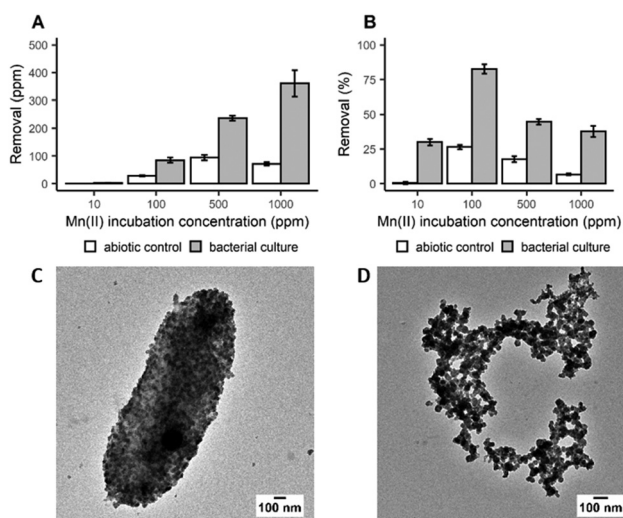 A
Removal (ppm)
500
400
300
200
100
0
10 100 500 1000
Mn(II) incubation concentration (ppm)
abiotic control bacterial culture
B
Removal (%)
100
75
50
25
0
10 100 500 1000
Mn(II) incubation concentration (ppm)
abiotic control bacterial culture
C
100 nm
D
100 nm